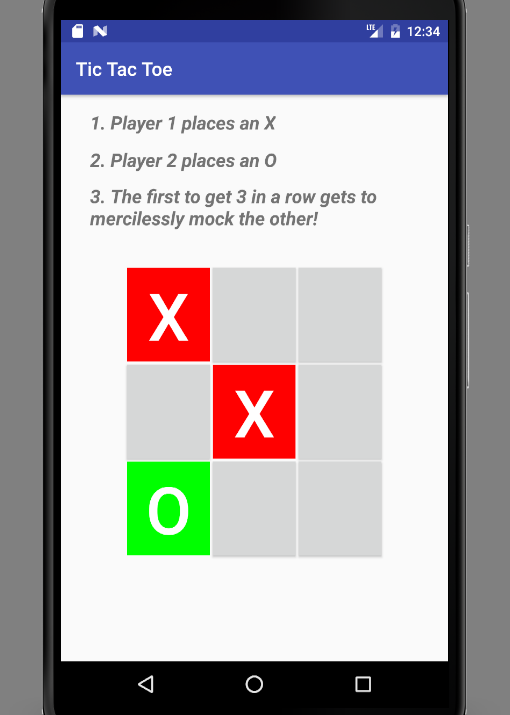 LTE 12:34
Tic Tac Toe
1. Player 1 places an X
2. Player 2 places an O
3. The first to get 3 in a row gets to
mercilessly mock the other!
X
X
O